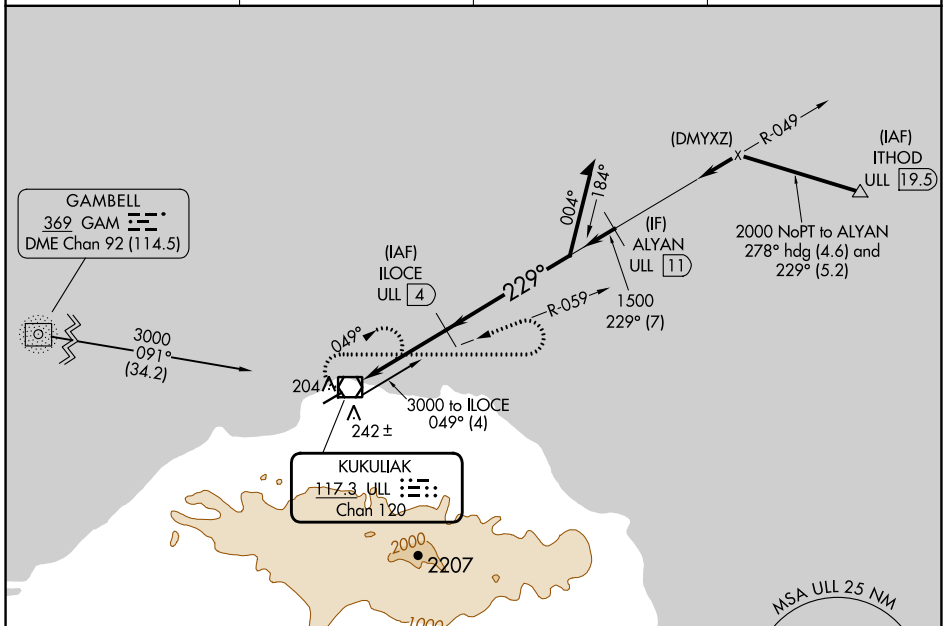 (DMYXZ)
R-049
(IAF)
ITHOD
ULL 19.5
2000 NoPT to ALYAN
278° hdg (4.6) and
229° (5.2)
GAMBELL
369 GAM
DME Chan 92 (114.5)
004°
184°
(IF)
ALYAN
ULL 11
(IAF)
ILOCE
ULL 4
229°
R-059
1500
229° (7)
3000
091°
(34.2)
049°
204
3000 to ILOCE
049° (4)
242 ±
KUKULIAK
117.3 ULL
Chan 120
2000
2207
MSA ULL 25 NM
1000